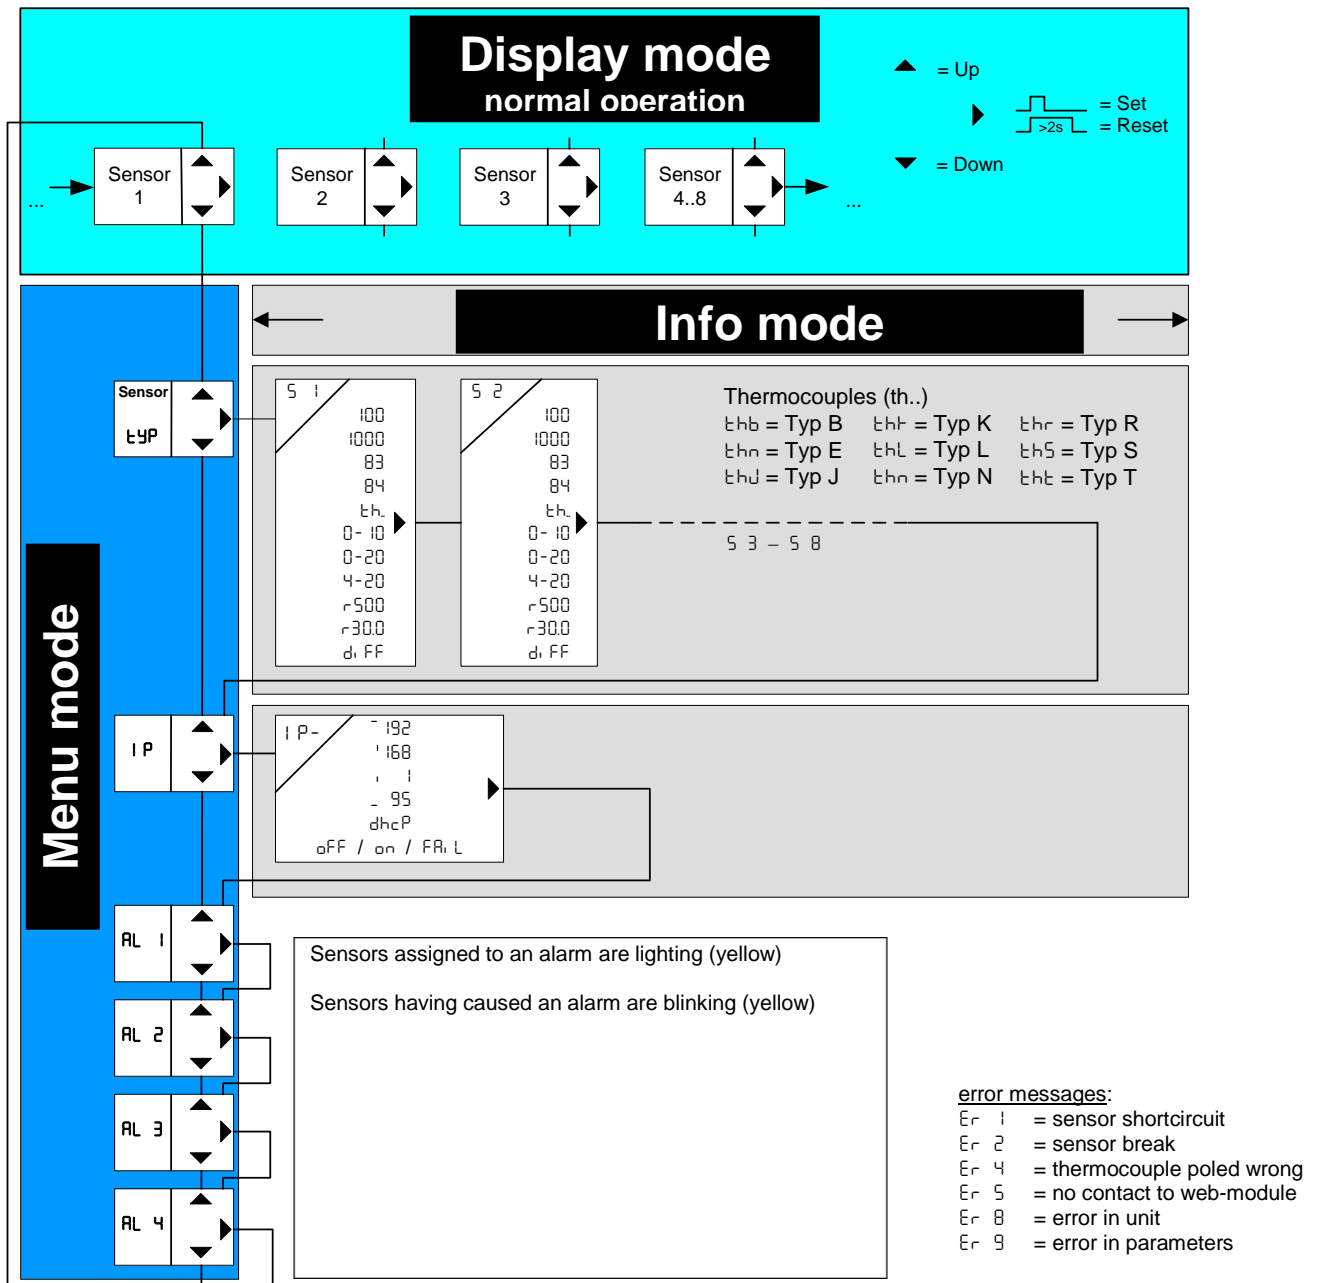 Display mode
normal operation
= Up
= Set
>2s = Reset
= Down
...
Sensor 1
Sensor 2
Sensor 3
Sensor 4..8
...
Info mode
Menu mode
Sensor
tYP
S 1
100
1000
83
84
th..
0-10
0-20
4-20
r500
r30.0
diFF
S 2
100
1000
83
84
th..
0-10
0-20
4-20
r500
r30.0
diFF
Thermocouples (th..)
thb = Typ B thk = Typ K thr = Typ R
thn = Typ E thL = Typ L thS = Typ S
thJ = Typ J thn = Typ N tht = Typ T
S 3 – S 8
IP
IP-
192
168
1
95
dhcP
oFF / on / FAiL
AL 1
AL 2
AL 3
AL 4
Sensors assigned to an alarm are lighting (yellow)
Sensors having caused an alarm are blinking (yellow)
error messages:
Er 1 = sensor shortcircuit
Er 2 = sensor break
Er 4 = thermocouple poled wrong
Er 5 = no contact to web-module
Er 8 = error in unit
Er 9 = error in parameters